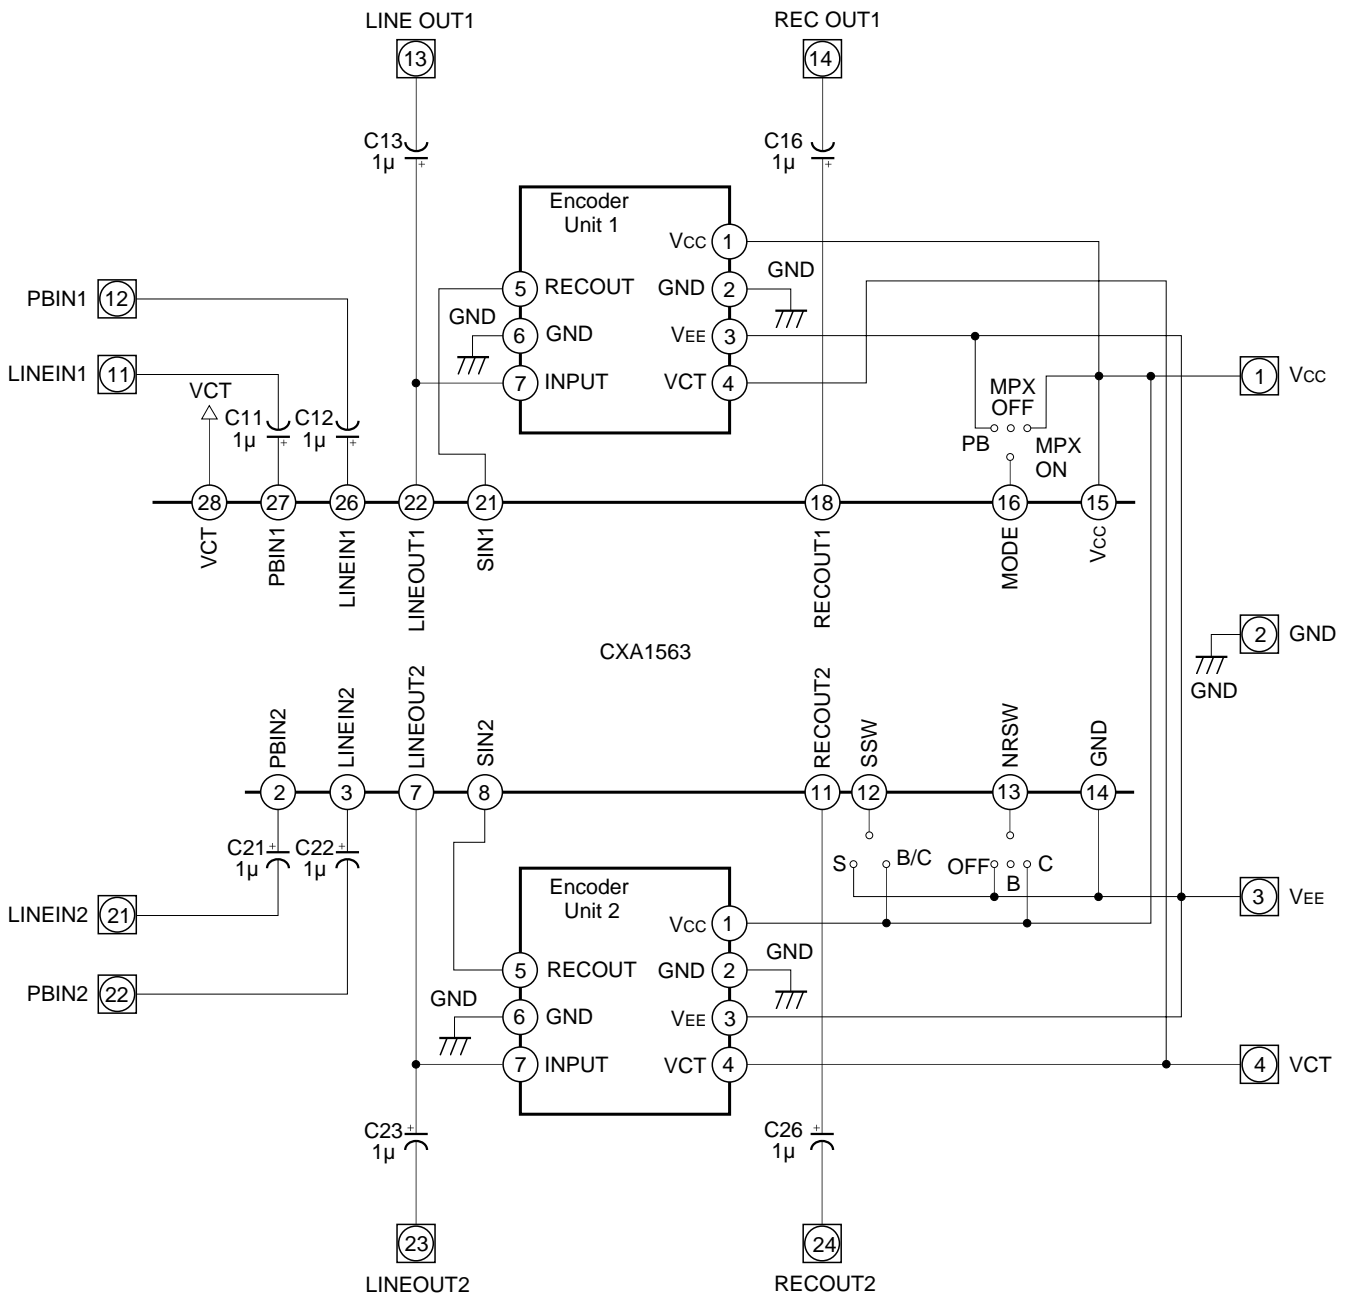 LINE OUT1
REC OUT1
13
14
C13
1µ
C16
1µ
Encoder
Unit 1
VCC 1
5 RECOUT
GND 2
GND
GND
6 GND
VEE 3
7 INPUT
VCT 4
PBIN1 12
LINEIN1 11
VCT
C11
1µ
C12
1µ
MPX
OFF
PB
MPX
ON
1 VCC
28
27
26
22
21
18
16
15
VCT
PBIN1
LINEIN1
LINEOUT1
SIN1
RECOUT1
MODE
VCC
CXA1563
2 GND
GND
PBIN2
LINEIN2
LINEOUT2
SIN2
RECOUT2
SSW
NRSW
GND
2
3
7
8
11
12
13
14
C21
1µ
C22
1µ
S
B/C
OFF
B
C
Encoder
Unit 2
VCC 1
5 RECOUT
GND 2
GND
GND
6 GND
VEE 3
7 INPUT
VCT 4
LINEIN2 21
PBIN2 22
3 VEE
4 VCT
C23
1µ
C26
1µ
23
24
LINEOUT2
RECOUT2